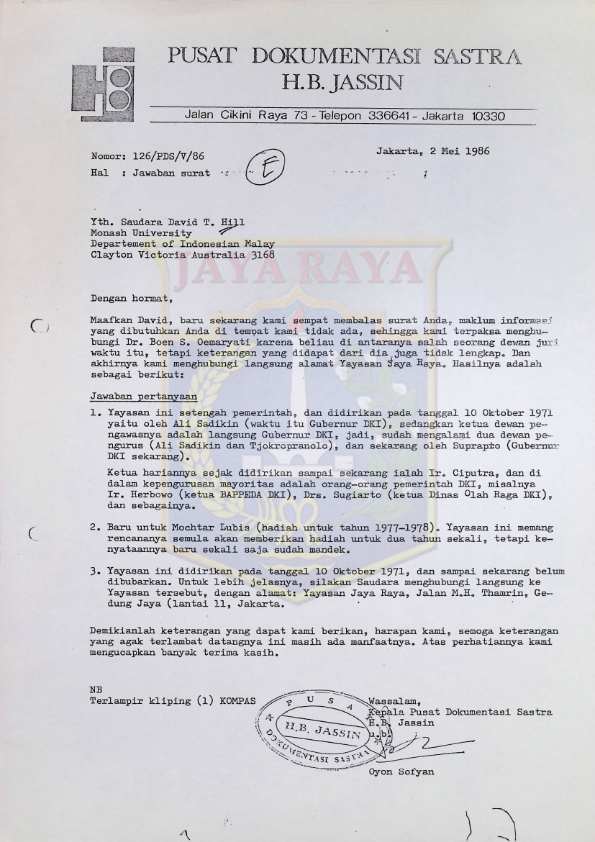 PUSAT DOKUMENTASI SASTRA
H.B. JASSIN
Jalan Cikini Raya 73 - Telepon 336641 - Jakarta 10330
Jakarta, 2 Mei 1986
Nomor: 126/PDS/V/86
Hal : Jawaban surat
E
Yth. Saudara David T. Hill
Monash University
Departement of Indonesian Malay
Clayton Victoria Australia 3168
JAYA RAYA
Dengan hormat,
Maafkan David, baru sekarang kami sempat membalas surat Anda, maklum informasi
yang dibutuhkan Anda di tempat kami tidak ada, sehingga kami terpaksa menghu-
bungi Dr. Boen S. Oemaryati karena beliau di antaranya salah seorang dewan juri
waktu itu, tetapi keterangan yang didapat dari dia juga tidak lengkap. Dan
akhirnya kami menghubungi langsung alamat Yayasan Jaya Raya. Hasilnya adalah
sebagai berikut:
Jawaban pertanyaan
1. Yayasan ini setengah pemerintah, dan didirikan pada tanggal 10 Oktober 1971
yaitu oleh Ali Sadikin (waktu itu Gubernur DKI), sedangkan ketua dewan pe-
ngawasnya adalah langsung Gubernur DKI, jadi, sudah mengalami dua dewan pe-
ngurus (Ali Sadikin dan Tjokropranolo), dan sekarang oleh Suprapto (Gubernur
DKI sekarang).
Ketua hariannya sejak didirikan sampai sekarang ialah Ir. Ciputra, dan di
dalam kepengurusan mayoritas adalah orang-orang pemerintah DKI, misalnya
Ir. Herbowo (ketua BAPPEDA DKI), Drs. Sugiarto (ketua Dinas Olah Raga DKI),
dan sebagainya.
2. Baru untuk Mochtar Lubis (hadiah untuk tahun 1977-1978). Yayasan ini memang
rencananya semula akan memberikan hadiah untuk dua tahun sekali, tetapi ke-
nyataannya baru sekali saja sudah mandek.
3. Yayasan ini didirikan pada tanggal 10 Oktober 1971, dan sampai sekarang belum
dibubarkan. Untuk lebih jelasnya, silakan Saudara menghubungi langsung ke
Yayasan tersebut, dengan alamat: Yayasan Jaya Raya, Jalan M.H. Thamrin, Ge-
dung Jaya (lantai 11, Jakarta.
Demikianlah keterangan yang dapat kami berikan, harapan kami, semoga keterangan
yang agak terlambat datangnya ini masih ada manfaatnya. Atas perhatiannya kami
mengucapkan banyak terima kasih.
NB
Terlampir kliping (1) KOMPAS
Wassalam,
Kepala Pusat Dokumentasi Sastra
H.B. Jassin
u.b.
PUSAT
H.B. JASSIN
DOKUMENTASI SASTRA
Oyon Sofyan